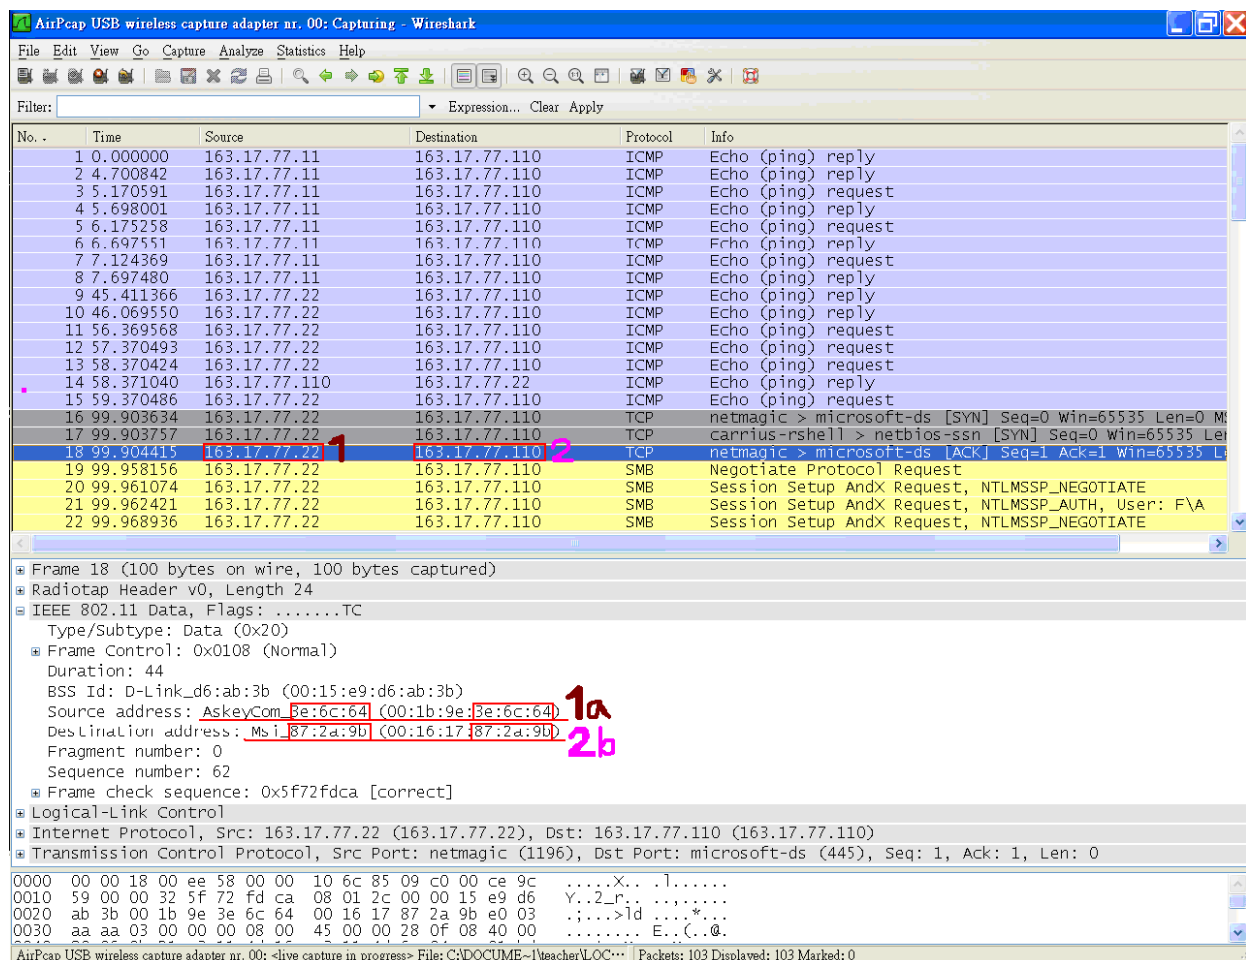 AirPcap USB wireless capture adapter nr. 00: Capturing - Wireshark
File Edit View Go Capture Analyze Statistics Help
Filter: Expression... Clear Apply
No. . Time Source Destination Protocol Info
1 0.000000 163.17.77.11 163.17.77.110 ICMP Echo (ping) reply
2 4.700842 163.17.77.11 163.17.77.110 ICMP Echo (ping) reply
3 5.170591 163.17.77.11 163.17.77.110 ICMP Echo (ping) request
4 5.698001 163.17.77.11 163.17.77.110 ICMP Echo (ping) reply
5 6.175258 163.17.77.11 163.17.77.110 ICMP Echo (ping) request
6 6.697551 163.17.77.11 163.17.77.110 ICMP Echo (ping) reply
7 7.124369 163.17.77.11 163.17.77.110 ICMP Echo (ping) request
8 7.697480 163.17.77.11 163.17.77.110 ICMP Echo (ping) reply
9 45.411366 163.17.77.22 163.17.77.110 ICMP Echo (ping) reply
10 46.069550 163.17.77.22 163.17.77.110 ICMP Echo (ping) reply
11 56.369568 163.17.77.22 163.17.77.110 ICMP Echo (ping) request
12 57.370493 163.17.77.22 163.17.77.110 ICMP Echo (ping) request
13 58.370424 163.17.77.22 163.17.77.110 ICMP Echo (ping) request
14 58.371040 163.17.77.110 163.17.77.22 ICMP Echo (ping) reply
15 59.370486 163.17.77.22 163.17.77.110 ICMP Echo (ping) request
16 99.903634 163.17.77.22 163.17.77.110 TCP netmagic > microsoft-ds [SYN] Seq=0 Win=65535 Len=0 MS
17 99.903757 163.17.77.22 163.17.77.110 TCP carrius-rshell > netbios-ssn [SYN] Seq=0 Win=65535 Ler
18 99.904415 163.17.77.22 1 163.17.77.110 2 TCP netmagic > microsoft-ds [ACK] Seq=1 Ack=1 Win=65535 L
19 99.958156 163.17.77.22 163.17.77.110 SMB Negotiate Protocol Request
20 99.961074 163.17.77.22 163.17.77.110 SMB Session Setup AndX Request, NTLMSSP_NEGOTIATE
21 99.962421 163.17.77.22 163.17.77.110 SMB Session Setup AndX Request, NTLMSSP_AUTH, User: F\A
22 99.968936 163.17.77.22 163.17.77.110 SMB Session Setup AndX Request, NTLMSSP_NEGOTIATE
Frame 18 (100 bytes on wire, 100 bytes captured)
Radiotap Header v0, Length 24
IEEE 802.11 Data, Flags: .......TC
Type/Subtype: Data (0x20)
Frame Control: 0x0108 (Normal)
Duration: 44
BSS Id: D-Link_d6:ab:3b (00:15:e9:d6:ab:3b)
Source address: AskeyCom_3e:6c:64 (00:1b:9e:3e:6c:64) 1a
Destination address: Msi_87:2a:9b (00:16:17:87:2a:9b) 2b
Fragment number: 0
Sequence number: 62
Frame check sequence: 0x5f72fdca [correct]
Logical-Link Control
Internet Protocol, Src: 163.17.77.22 (163.17.77.22), Dst: 163.17.77.110 (163.17.77.110)
Transmission Control Protocol, Src Port: netmagic (1196), Dst Port: microsoft-ds (445), Seq: 1, Ack: 1, Len: 0
0000 00 00 18 00 ee 58 00 00 10 6c 85 09 c0 00 ce 9c .....X.. .l......
0010 59 00 00 32 5f 72 fd ca 08 01 2c 00 00 15 e9 d6 Y..2_r.. ..,.....
0020 ab 3b 00 1b 9e 3e 6c 64 00 16 17 87 2a 9b e0 03 .;...>ld ....*...
0030 aa aa 03 00 00 00 08 00 45 00 00 28 0f 08 40 00 ........ E..(..@.
AirPcap USB wireless capture adapter nr. 00: <live capture in progress> File: C:\DOCUME~1\teacher\LOC··· Packets: 103 Displayed: 103 Marked: 0